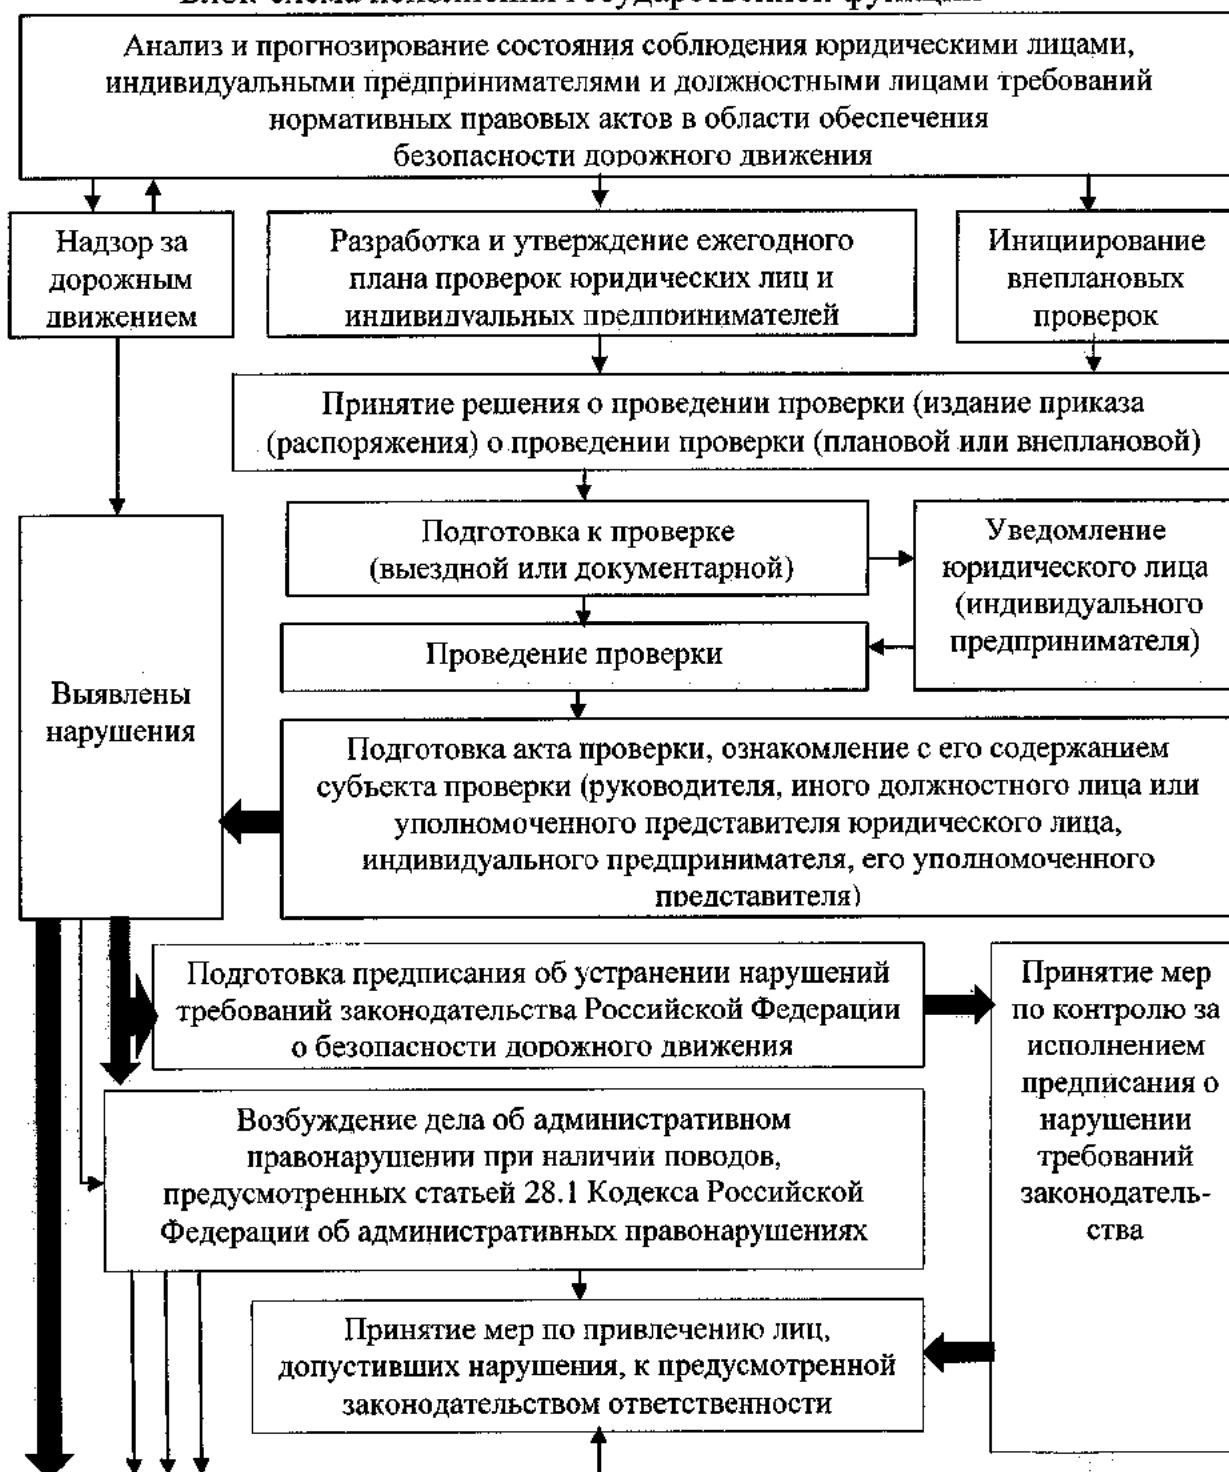 Блок-схема исполнения государственной функции
Анализ и прогнозирование состояния соблюдения юридическими лицами,
индивидуальными предпринимателями и должностными лицами требований
нормативных правовых актов в области обеспечения
безопасности дорожного движения
Надзор за
дорожным
движением
Разработка и утверждение ежегодного
плана проверок юридических лиц и
индивидуальных предпринимателей
Инициирование
внеплановых
проверок
Принятие решения о проведении проверки (издание приказа
(распоряжения) о проведении проверки (плановой или внеплановой)
Подготовка к проверке
(выездной или документарной)
Уведомление
юридического лица
(индивидуального
предпринимателя)
Проведение проверки
Выявлены
нарушения
Подготовка акта проверки, ознакомление с его содержанием
субъекта проверки (руководителя, иного должностного лица или
уполномоченного представителя юридического лица,
индивидуального предпринимателя, его уполномоченного
представителя)
Подготовка предписания об устранении нарушений
требований законодательства Российской Федерации
о безопасности дорожного движения
Принятие мер
по контролю за
исполнением
предписания о
нарушении
требований
законодатель-
ства
Возбуждение дела об административном
правонарушении при наличии поводов,
предусмотренных статьей 28.1 Кодекса Российской
Федерации об административных правонарушениях
Принятие мер по привлечению лиц,
допустивших нарушения, к предусмотренной
законодательством ответственности